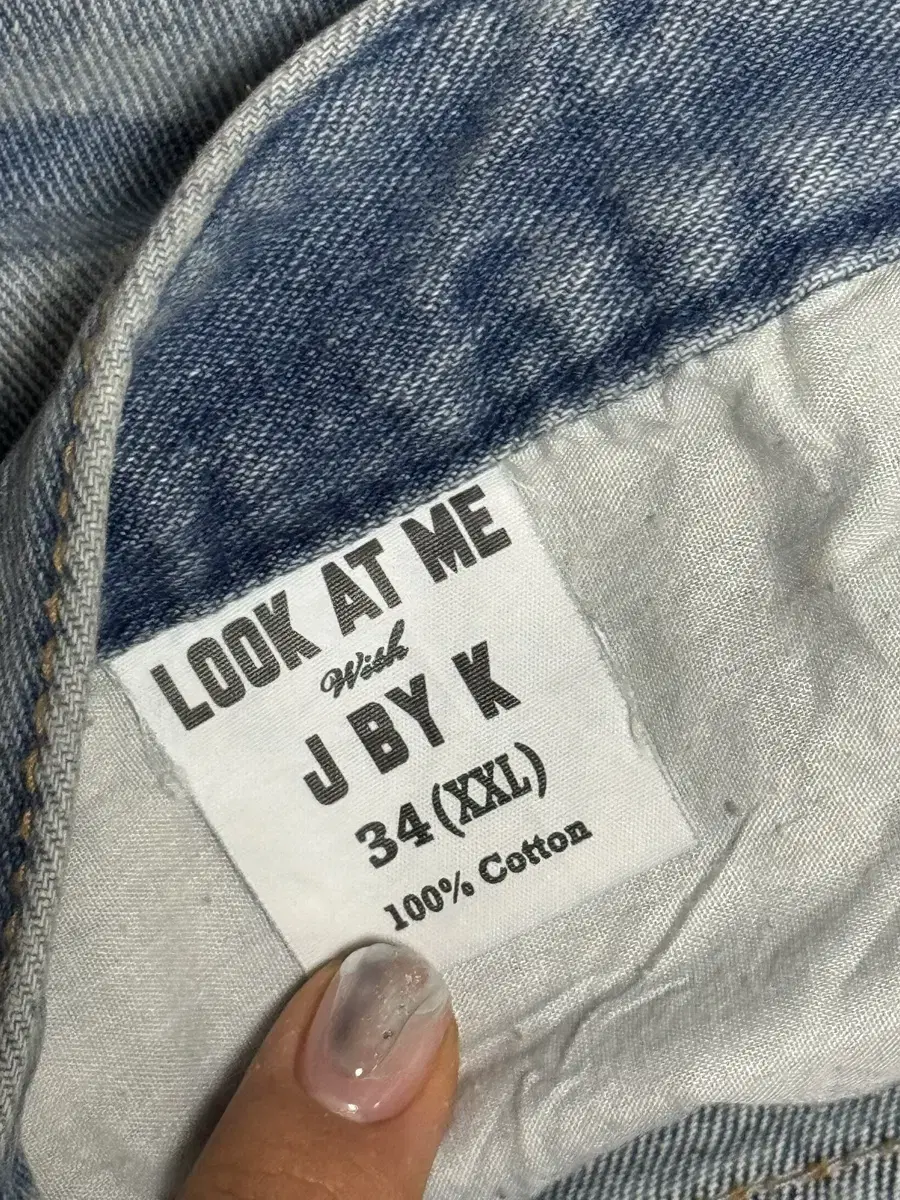 LOOK AT ME
With
J BY K
34 (XXL)
100% Cotton